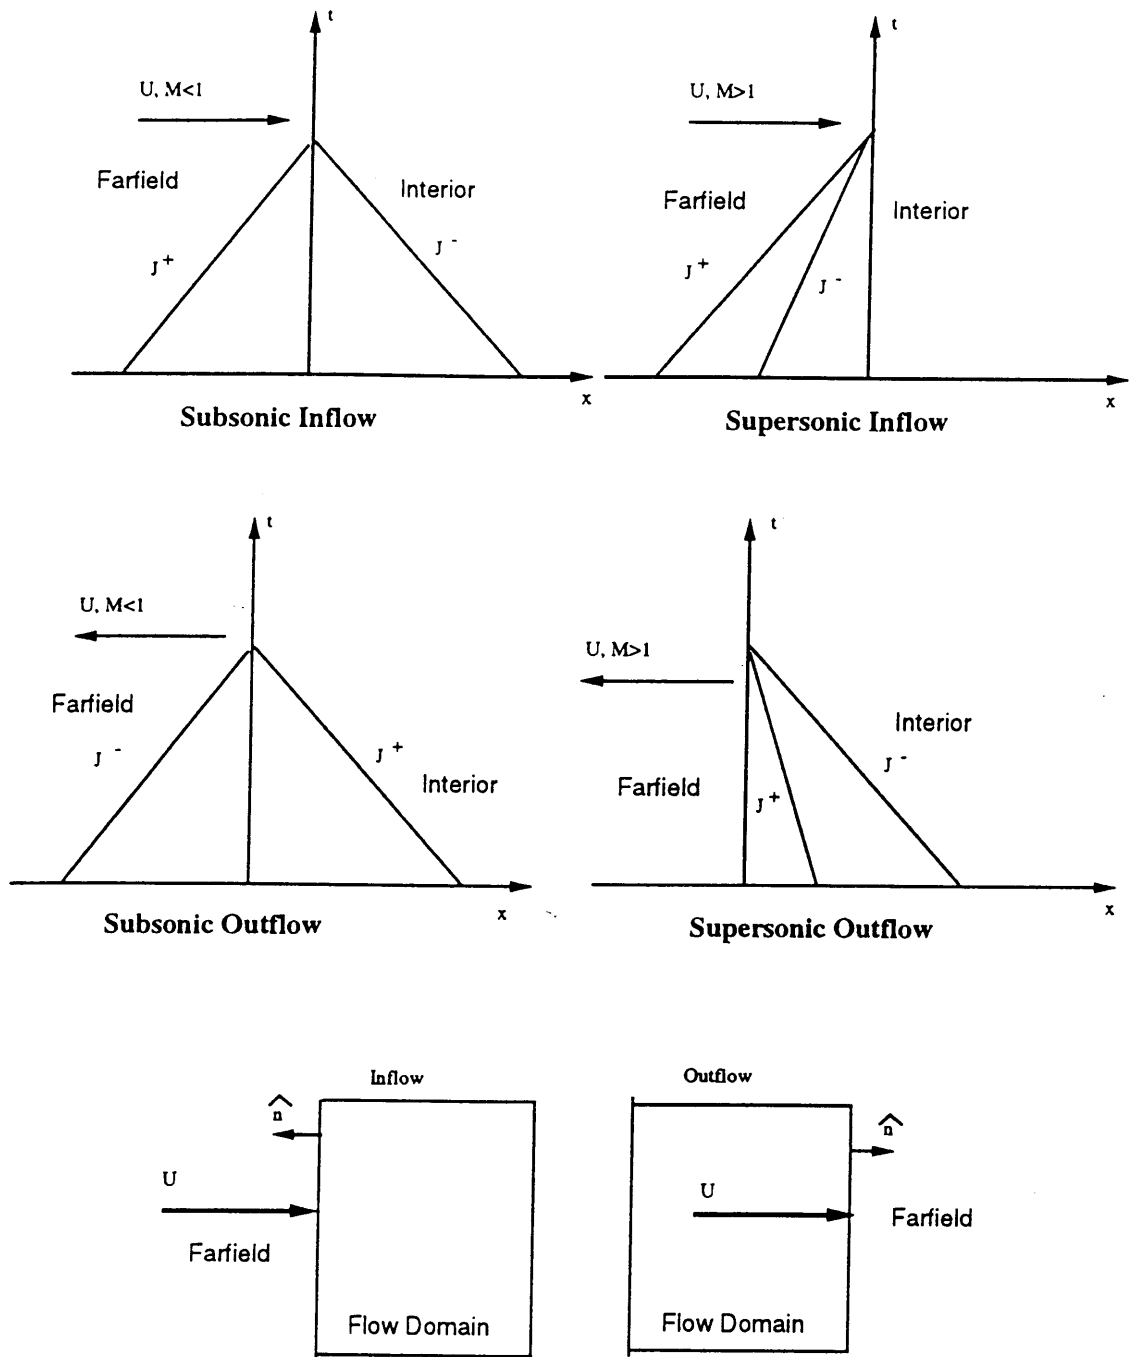 t
U, M<1
Farfield
Interior
J +
J -
x
Subsonic Inflow
t
U, M>1
Farfield
Interior
J +
J -
x
Supersonic Inflow
t
U, M<1
Farfield
J -
J +
Interior
x
Subsonic Outflow
t
U, M>1
Interior
Farfield
J +
J -
x
Supersonic Outflow
Inflow
n̂
U
Farfield
Flow Domain
Outflow
n̂
U
Farfield
Flow Domain